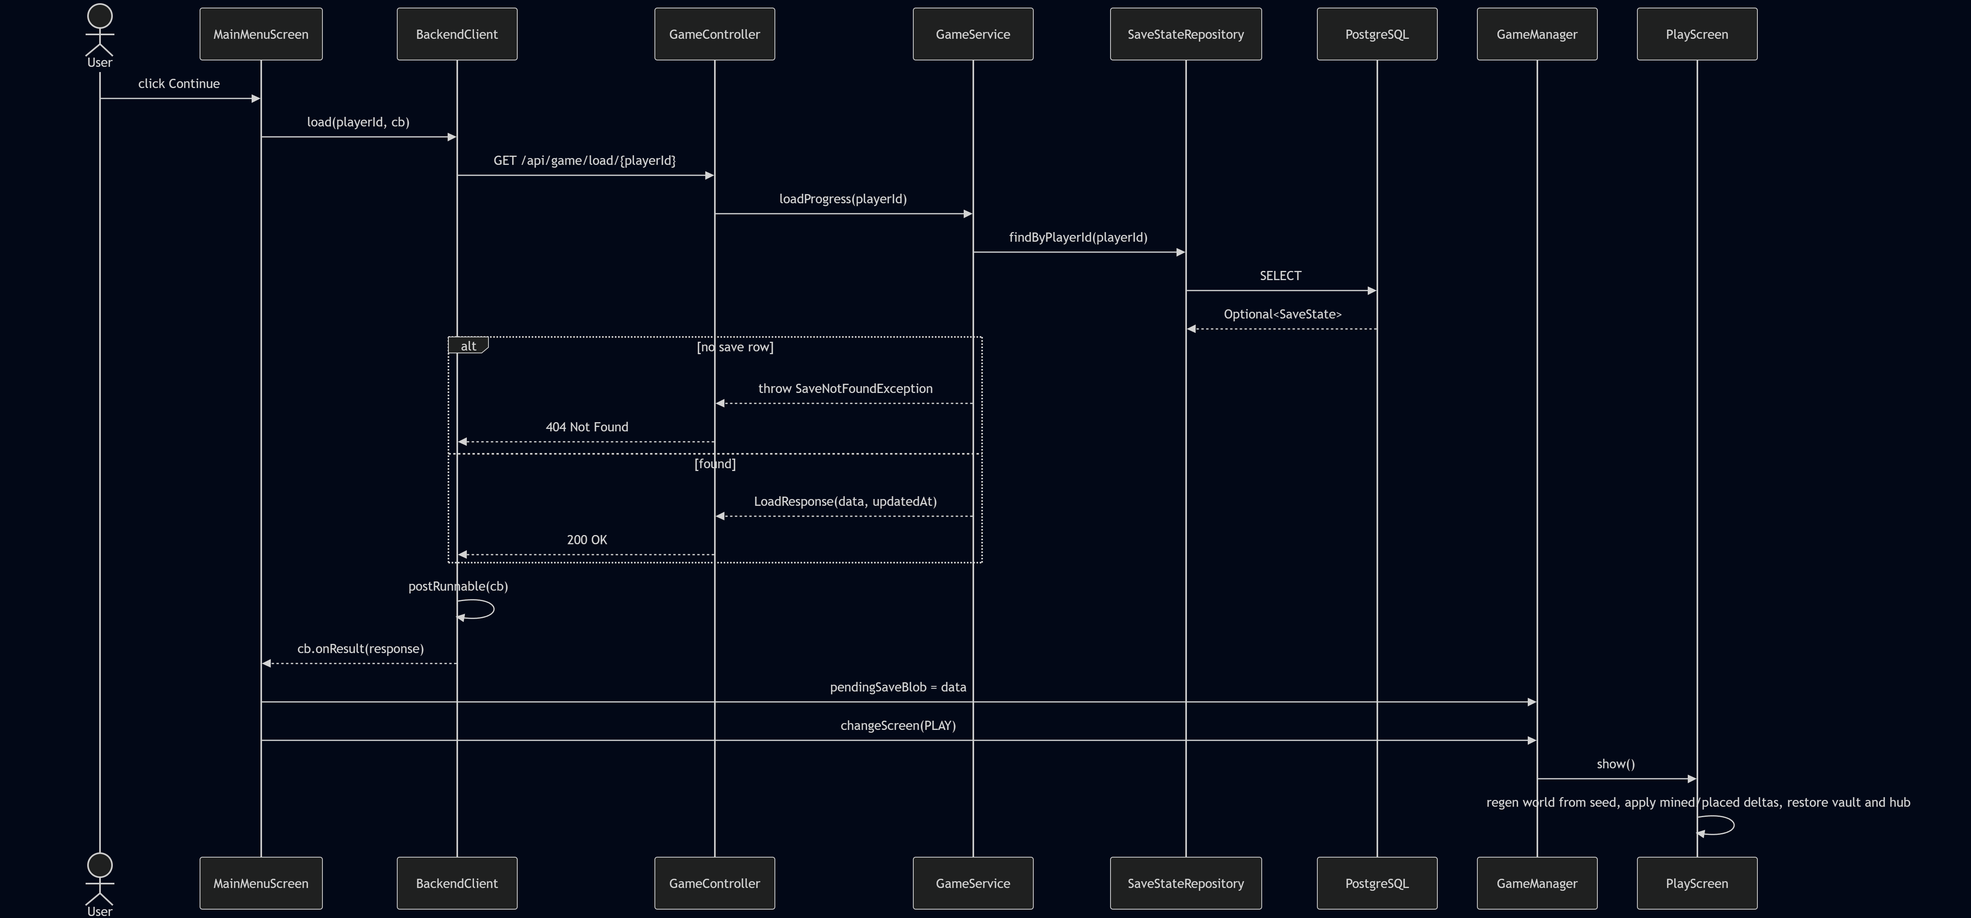 User
MainMenuScreen
BackendClient
GameController
GameService
SaveStateRepository
PostgreSQL
GameManager
PlayScreen
click Continue
load(playerId, cb)
GET /api/game/load/{playerId}
loadProgress(playerId)
findByPlayerId(playerId)
SELECT
Optional<SaveState>
alt
[no save row]
throw SaveNotFoundException
404 Not Found
[found]
LoadResponse(data, updatedAt)
200 OK
postRunnable(cb)
cb.onResult(response)
pendingSaveBlob = data
changeScreen(PLAY)
show()
regen world from seed, apply mined/placed deltas, restore vault and hub
User
MainMenuScreen
BackendClient
GameController
GameService
SaveStateRepository
PostgreSQL
GameManager
PlayScreen